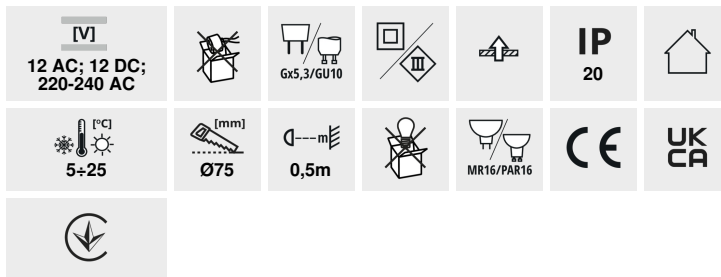 [V]
12 AC; 12 DC;
220-240 AC
Gx5,3/GU10
III
IP
20
[°C]
5÷25
[mm]
Ø75
m
0,5m
MR16/PAR16
CE
UK
CA